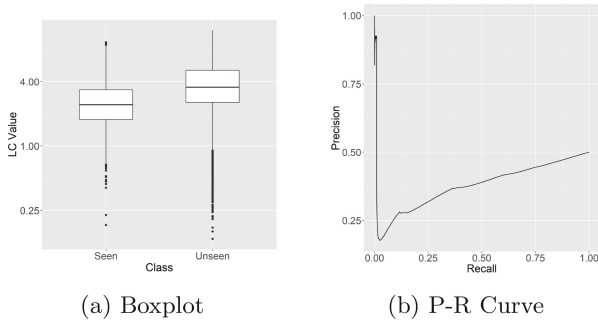 4.00
1.00
0.25
LC Value
Seen Unseen
Class
(a) Boxplot
1.00
0.75
0.50
0.25
Precision
0.00 0.25 0.50 0.75 1.00
Recall
(b) P-R Curve